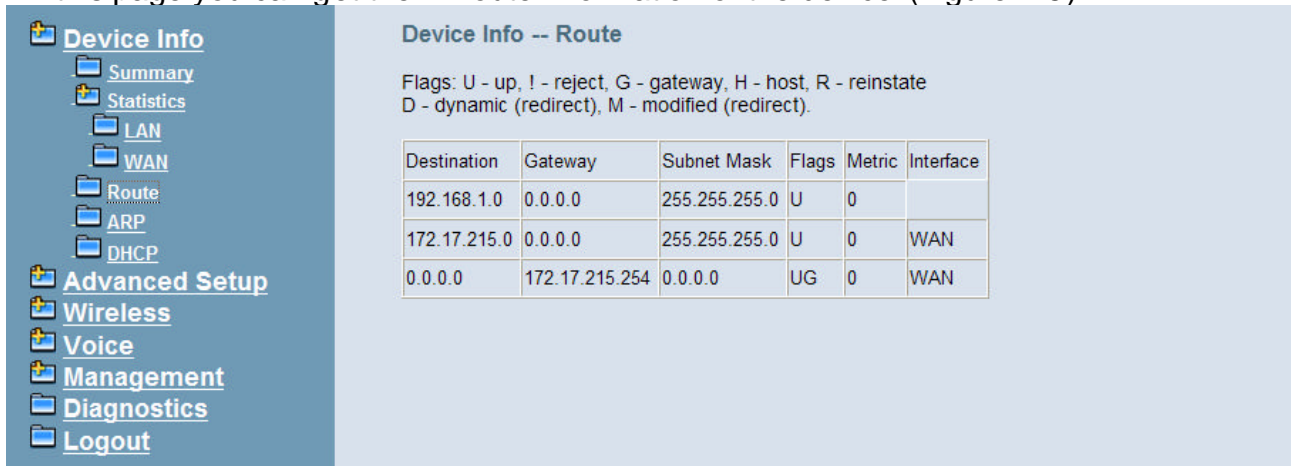 Device Info
Summary
Statistics
LAN
WAN
Route
ARP
DHCP
Advanced Setup
Wireless
Voice
Management
Diagnostics
Logout
Device Info -- Route
Flags: U - up, ! - reject, G - gateway, H - host, R - reinstate
D - dynamic (redirect), M - modified (redirect).
Destination Gateway Subnet Mask Flags Metric Interface
192.168.1.0 0.0.0.0 255.255.255.0 U 0
172.17.215.0 0.0.0.0 255.255.255.0 U 0 WAN
0.0.0.0 172.17.215.254 0.0.0.0 UG 0 WAN